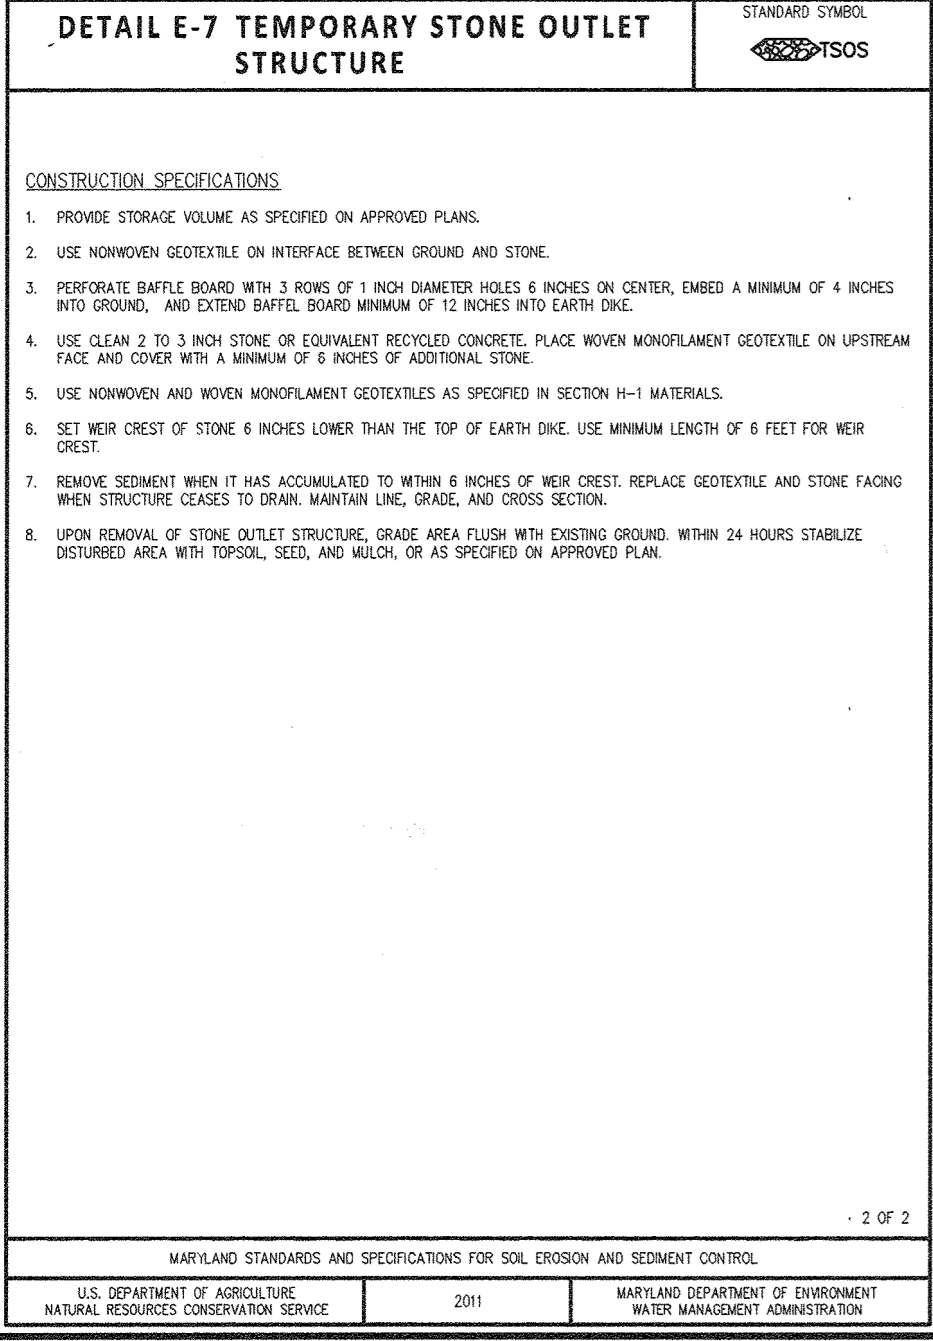 DETAIL E-7 TEMPORARY STONE OUTLET
STRUCTURE
STANDARD SYMBOL
TSOS
CONSTRUCTION SPECIFICATIONS
1. PROVIDE STORAGE VOLUME AS SPECIFIED ON APPROVED PLANS.
2. USE NONWOVEN GEOTEXTILE ON INTERFACE BETWEEN GROUND AND STONE.
3. PERFORATE BAFFLE BOARD WITH 3 ROWS OF 1 INCH DIAMETER HOLES 6 INCHES ON CENTER, EMBED A MINIMUM OF 4 INCHES
INTO GROUND, AND EXTEND BAFFEL BOARD MINIMUM OF 12 INCHES INTO EARTH DIKE.
4. USE CLEAN 2 TO 3 INCH STONE OR EQUIVALENT RECYCLED CONCRETE. PLACE WOVEN MONOFILAMENT GEOTEXTILE ON UPSTREAM
FACE AND COVER WITH A MINIMUM OF 6 INCHES OF ADDITIONAL STONE.
5. USE NONWOVEN AND WOVEN MONOFILAMENT GEOTEXTILES AS SPECIFIED IN SECTION H-1 MATERIALS.
6. SET WEIR CREST OF STONE 6 INCHES LOWER THAN THE TOP OF EARTH DIKE. USE MINIMUM LENGTH OF 6 FEET FOR WEIR
CREST.
7. REMOVE SEDIMENT WHEN IT HAS ACCUMULATED TO WITHIN 6 INCHES OF WEIR CREST. REPLACE GEOTEXTILE AND STONE FACING
WHEN STRUCTURE CEASES TO DRAIN. MAINTAIN LINE, GRADE, AND CROSS SECTION.
8. UPON REMOVAL OF STONE OUTLET STRUCTURE, GRADE AREA FLUSH WITH EXISTING GROUND. WITHIN 24 HOURS STABILIZE
DISTURBED AREA WITH TOPSOIL, SEED, AND MULCH, OR AS SPECIFIED ON APPROVED PLAN.
2 OF 2
MARYLAND STANDARDS AND SPECIFICATIONS FOR SOIL EROSION AND SEDIMENT CONTROL
U.S. DEPARTMENT OF AGRICULTURE
NATURAL RESOURCES CONSERVATION SERVICE
2011
MARYLAND DEPARTMENT OF ENVIRONMENT
WATER MANAGEMENT ADMINISTRATION